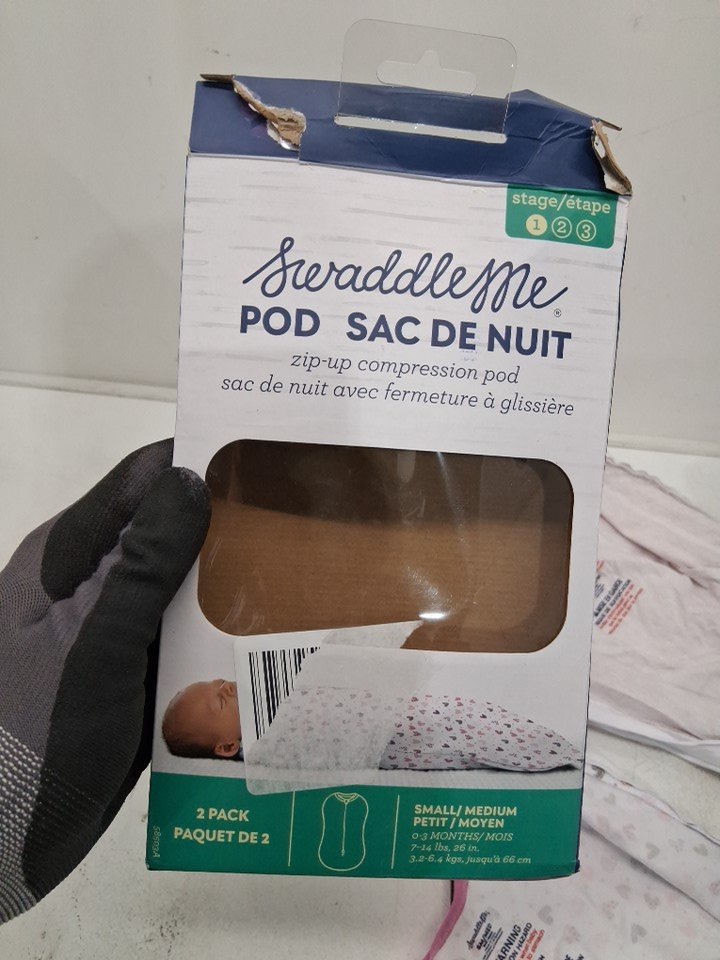 stage/étape
1 2 3
SwaddleMe®
POD SAC DE NUIT
zip-up compression pod
sac de nuit avec fermeture à glissière
2 PACK
PAQUET DE 2
SMALL/MEDIUM
PETIT/MOYEN
0-3 MONTHS/MOIS
7-14 lbs, 26 in.
3.2-6.4 kgs, jusqu'à 66 cm
58503A
SwaddleMe
WARNING